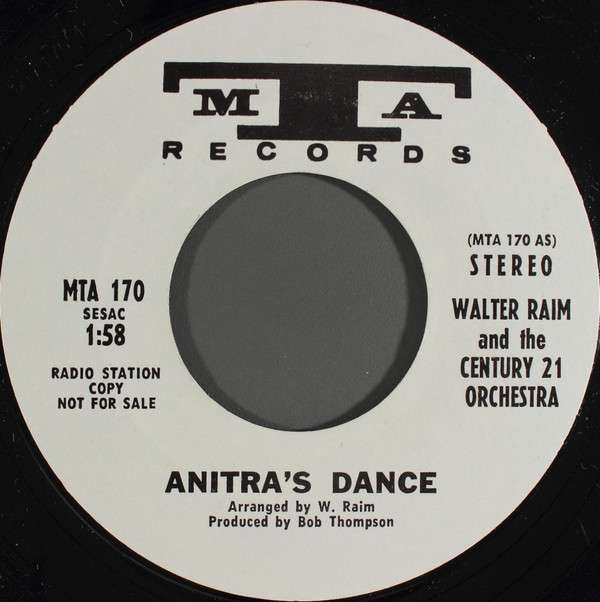 MTA
RECORDS
MTA 170
SESAC
1:58
RADIO STATION
COPY
NOT FOR SALE
(MTA 170 AS)
STEREO
WALTER RAIM
and the
CENTURY 21
ORCHESTRA
ANITRA'S DANCE
Arranged by W. Raim
Produced by Bob Thompson